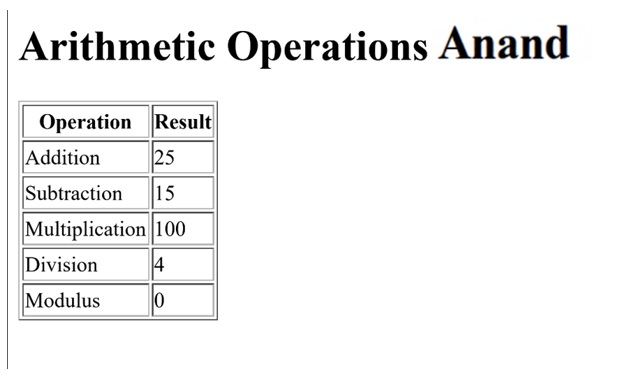 Arithmetic Operations Anand
Operation Result
Addition 25
Subtraction 15
Multiplication 100
Division 4
Modulus 0